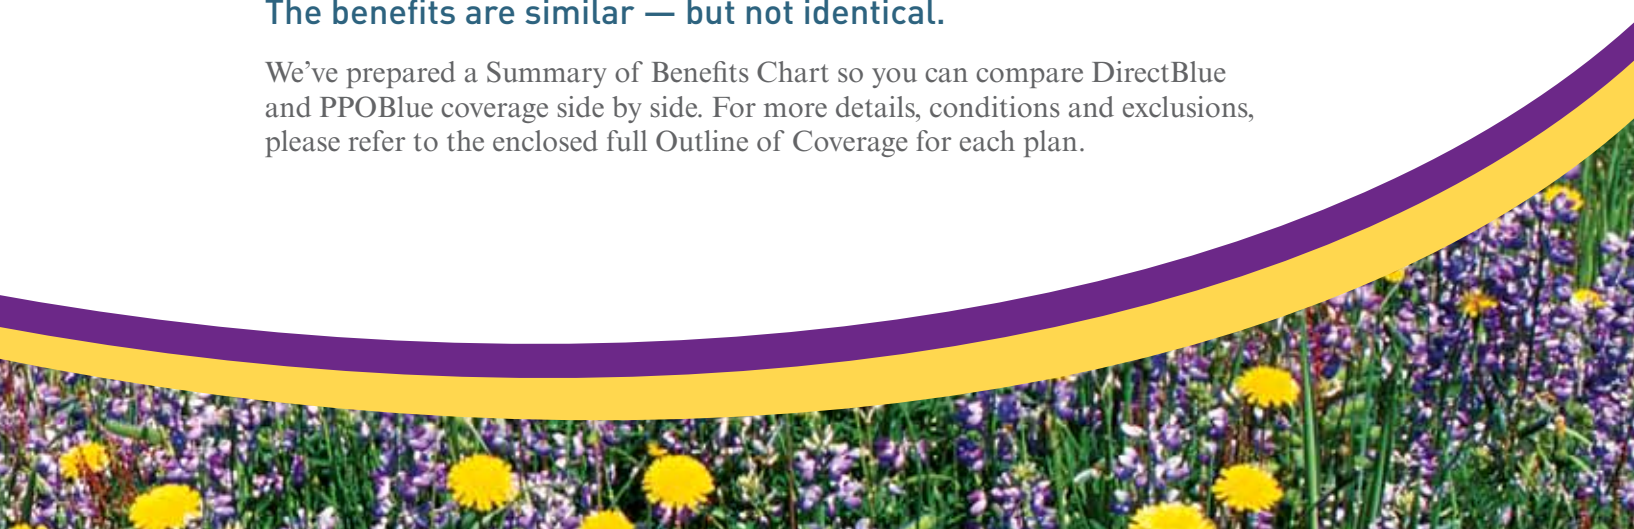 The benefits are similar — but not identical.
We’ve prepared a Summary of Benefits Chart so you can compare DirectBlue
and PPOBlue coverage side by side. For more details, conditions and exclusions,
please refer to the enclosed full Outline of Coverage for each plan.